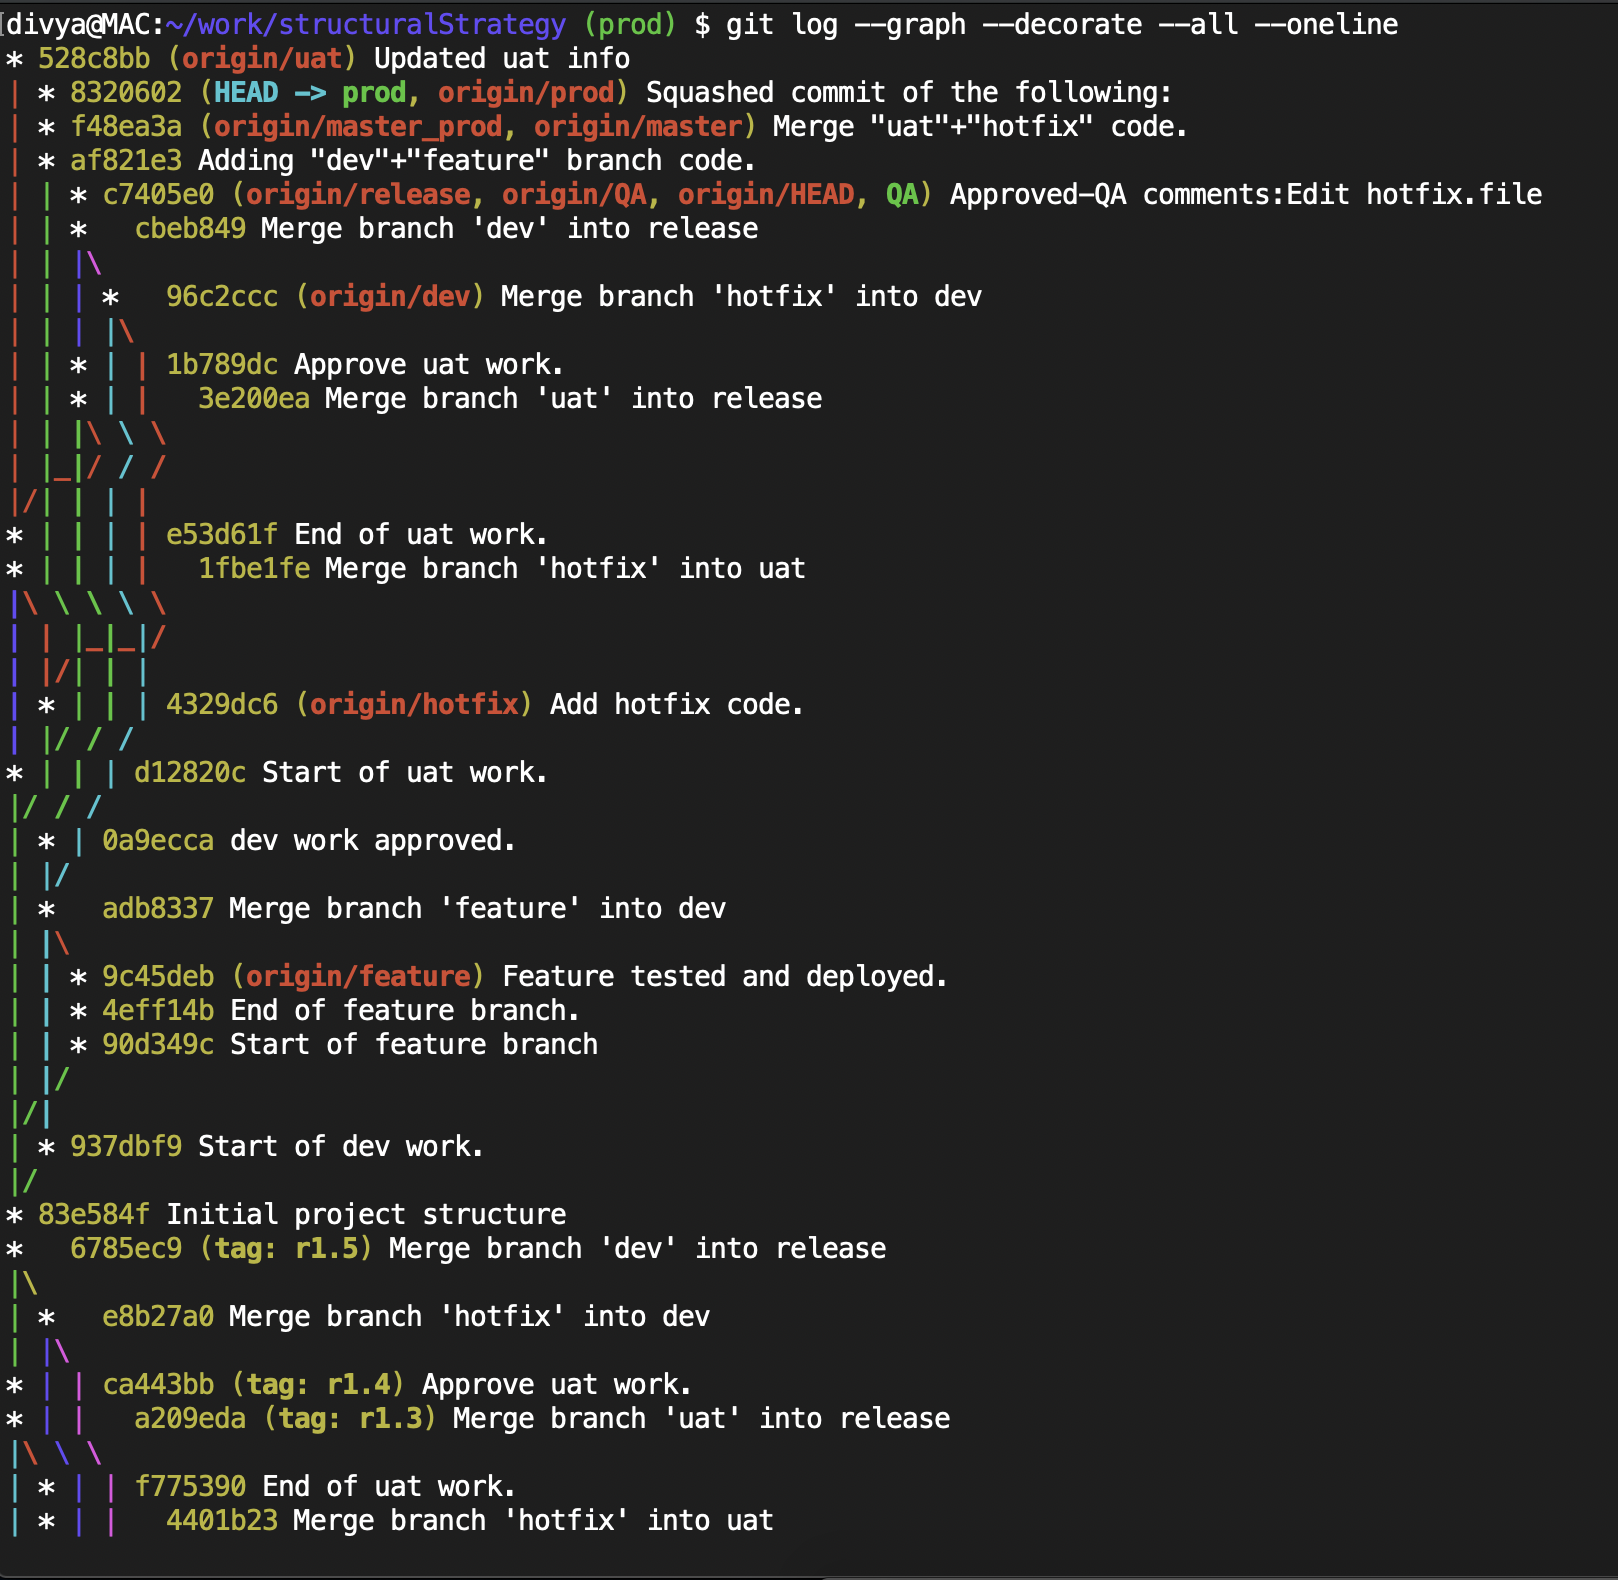 divya@MAC:~/work/structuralStrategy (prod) $ git log --graph --decorate --all --oneline
* 528c8bb (origin/uat) Updated uat info
| * 8320602 (HEAD -> prod, origin/prod) Squashed commit of the following:
| * f48ea3a (origin/master_prod, origin/master) Merge "uat"+"hotfix" code.
| * af821e3 Adding "dev"+"feature" branch code.
| | * c7405e0 (origin/release, origin/QA, origin/HEAD, QA) Approved-QA comments:Edit hotfix.file
| | *   cbeb849 Merge branch 'dev' into release
| | |\
| | | *   96c2ccc (origin/dev) Merge branch 'hotfix' into dev
| | | |\
| | * | | 1b789dc Approve uat work.
| | * | |   3e200ea Merge branch 'uat' into release
| | |\ \ \
| |_|/ / /
|/| | | |
* | | | | e53d61f End of uat work.
* | | | |   1fbe1fe Merge branch 'hotfix' into uat
|\ \ \ \ \
| | |_|_|/
| |/| | |
| * | | | 4329dc6 (origin/hotfix) Add hotfix code.
| |/ / /
* | | | d12820c Start of uat work.
|/ / /
| * | 0a9ecca dev work approved.
| |/
| *   adb8337 Merge branch 'feature' into dev
| |\
| | * 9c45deb (origin/feature) Feature tested and deployed.
| | * 4eff14b End of feature branch.
| | * 90d349c Start of feature branch
| |/
|/|
| * 937dbf9 Start of dev work.
|/
* 83e584f Initial project structure
*   6785ec9 (tag: r1.5) Merge branch 'dev' into release
|\
| *   e8b27a0 Merge branch 'hotfix' into dev
| |\
* | | ca443bb (tag: r1.4) Approve uat work.
* | |   a209eda (tag: r1.3) Merge branch 'uat' into release
|\ \ \
| * | | f775390 End of uat work.
| * | |   4401b23 Merge branch 'hotfix' into uat